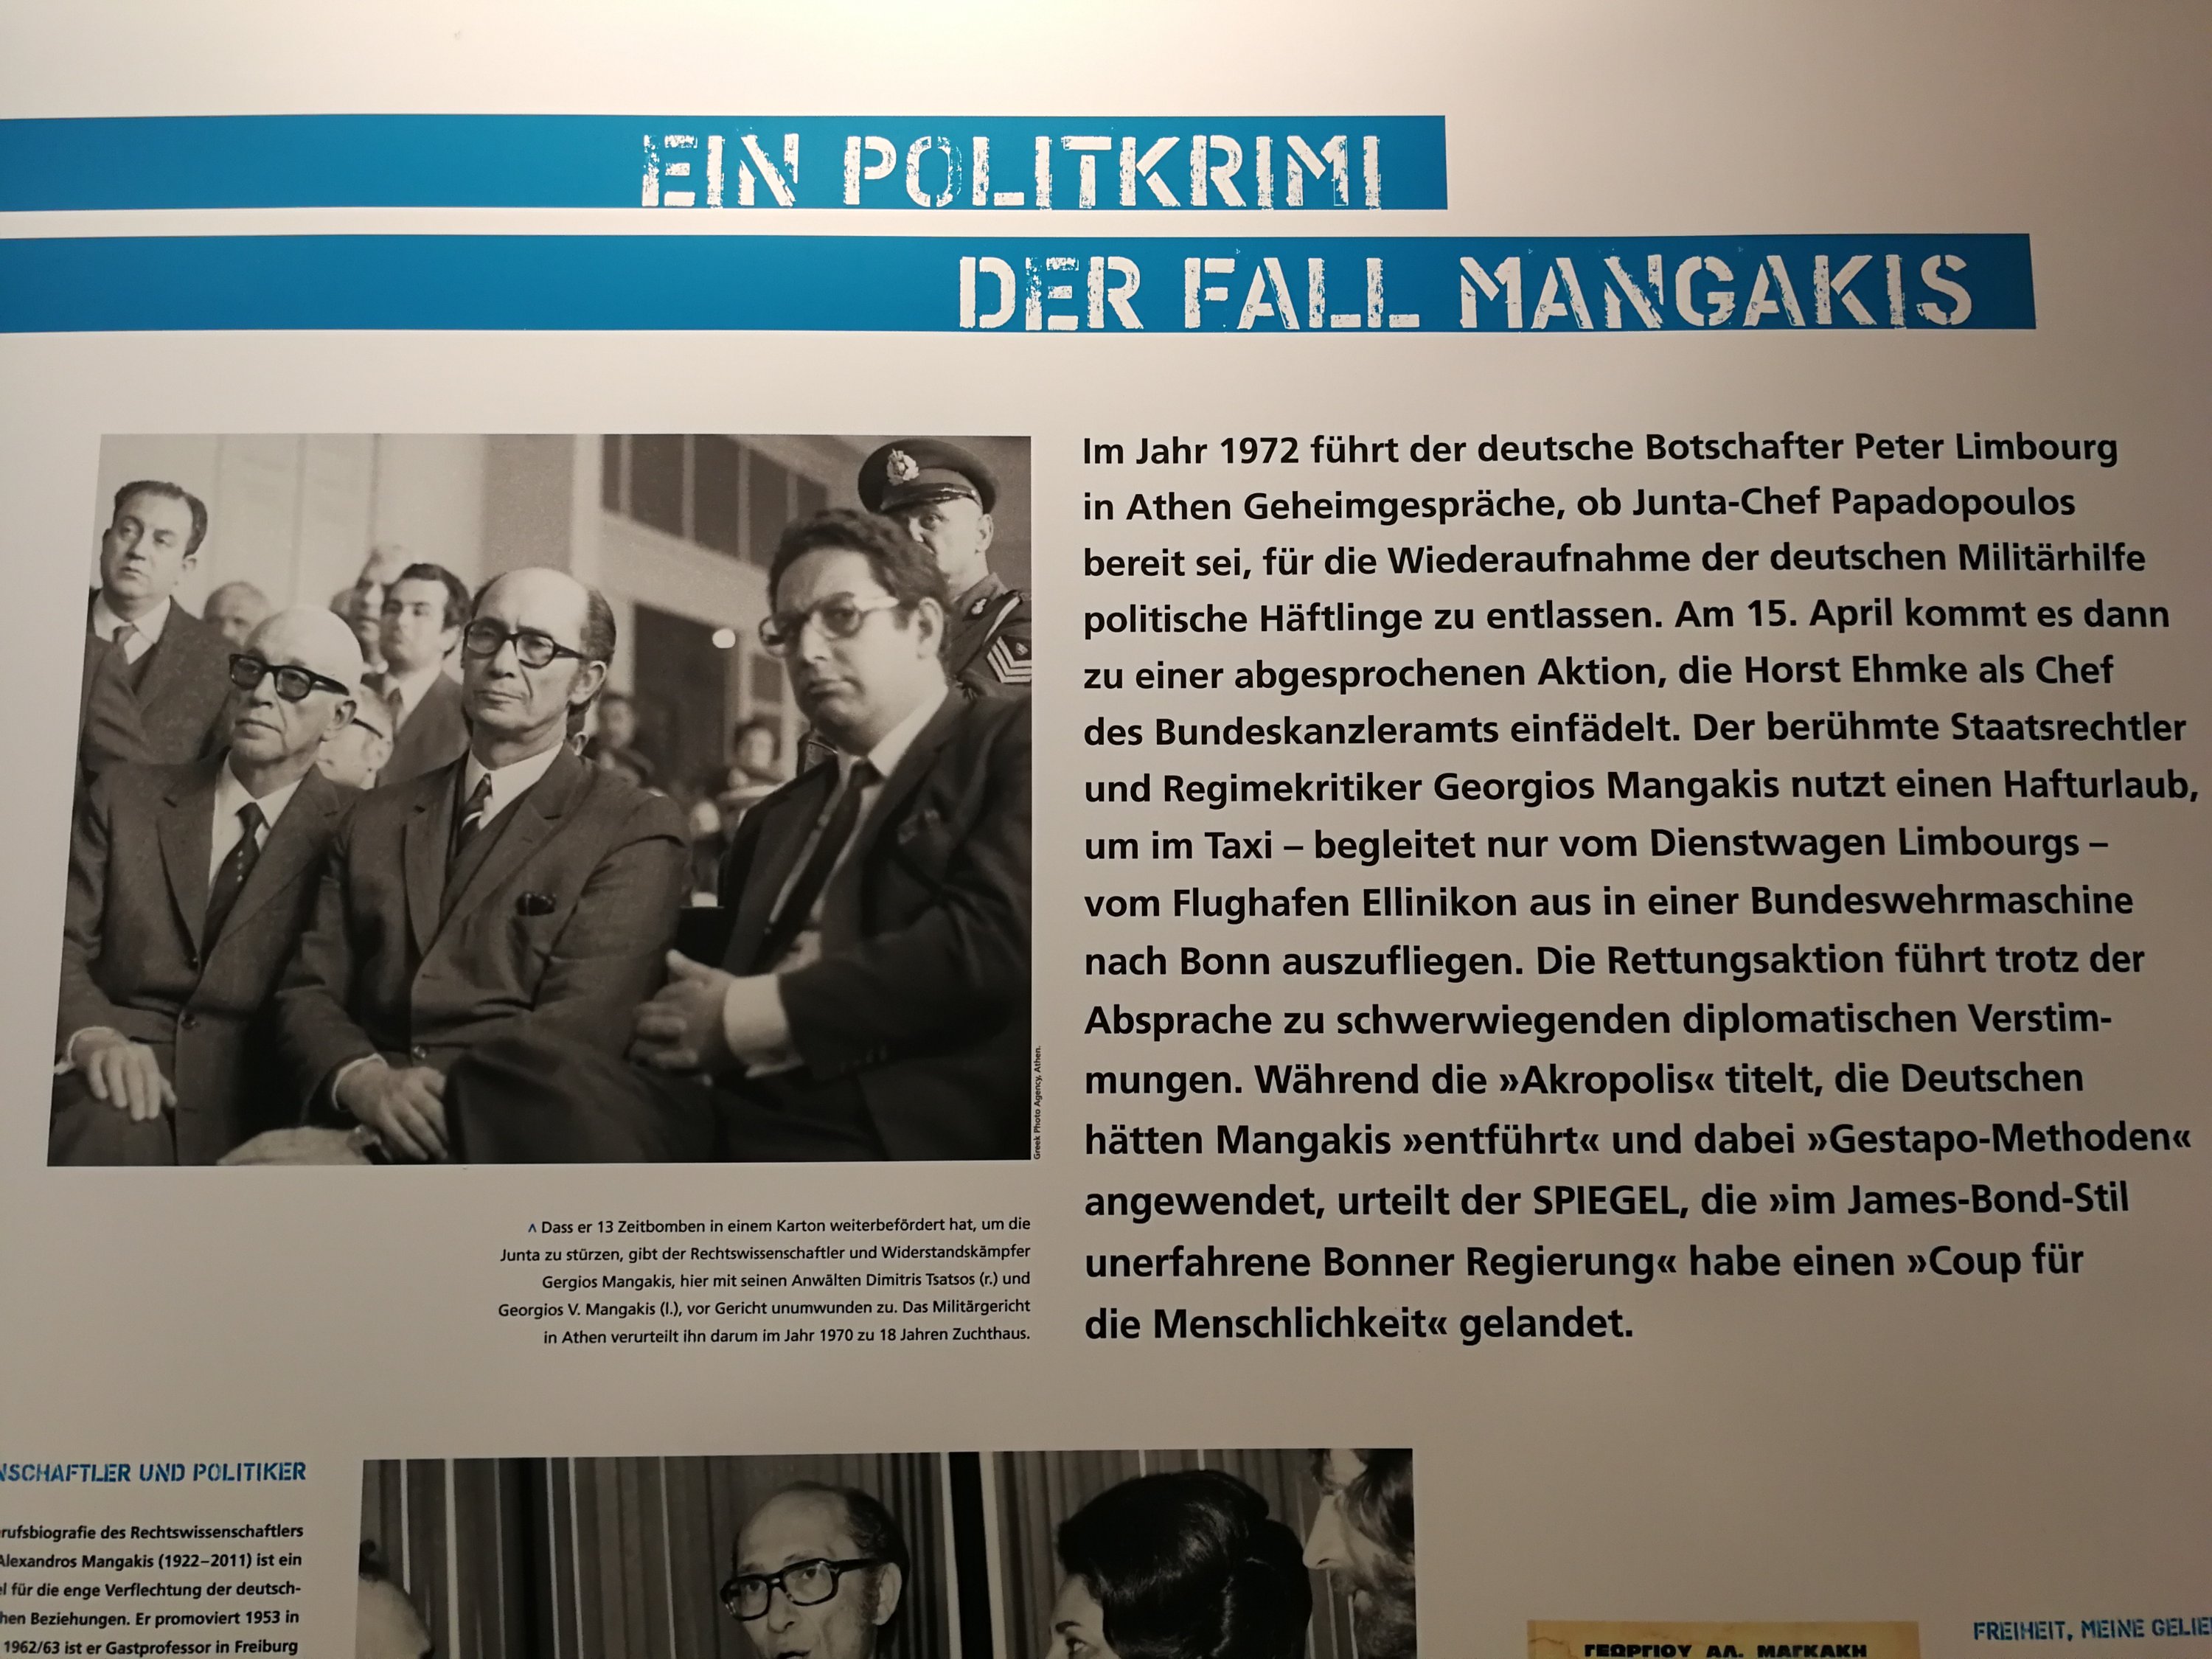 EIN POLITKRIMI
DER FALL MANGAKIS
Im Jahr 1972 führt der deutsche Botschafter Peter Limbourg
in Athen Geheimgespräche, ob Junta-Chef Papadopoulos
bereit sei, für die Wiederaufnahme der deutschen Militärhilfe
politische Häftlinge zu entlassen. Am 15. April kommt es dann
zu einer abgesprochenen Aktion, die Horst Ehmke als Chef
des Bundeskanzleramts einfädelt. Der berühmte Staatsrechtler
und Regimekritiker Georgios Mangakis nutzt einen Hafturlaub,
um im Taxi – begleitet nur vom Dienstwagen Limbourgs –
vom Flughafen Ellinikon aus in einer Bundeswehrmaschine
nach Bonn auszufliegen. Die Rettungsaktion führt trotz der
Absprache zu schwerwiegenden diplomatischen Verstim-
mungen. Während die »Akropolis« titelt, die Deutschen
hätten Mangakis »entführt« und dabei »Gestapo-Methoden«
angewendet, urteilt der SPIEGEL, die »im James-Bond-Stil
unerfahrene Bonner Regierung« habe einen »Coup für
die Menschlichkeit« gelandet.
Greek Photo Agency, Athen.
^ Dass er 13 Zeitbomben in einem Karton weiterbefördert hat, um die
Junta zu stürzen, gibt der Rechtswissenschaftler und Widerstandskämpfer
Gergios Mangakis, hier mit seinen Anwälten Dimitris Tsatsos (r.) und
Georgios V. Mangakis (l.), vor Gericht unumwunden zu. Das Militärgericht
in Athen verurteilt ihn darum im Jahr 1970 zu 18 Jahren Zuchthaus.
NSCHAFTLER UND POLITIKER
rufsbiografie des Rechtswissenschaftlers
Alexandros Mangakis (1922–2011) ist ein
l für die enge Verflechtung der deutsch-
hen Beziehungen. Er promoviert 1953 in
1962/63 ist er Gastprofessor in Freiburg
ΓΕΩΡΓΙΟΥ ΑΛ. ΜΑΓΚΑΚΗ
FREIHEIT, MEINE GELIE